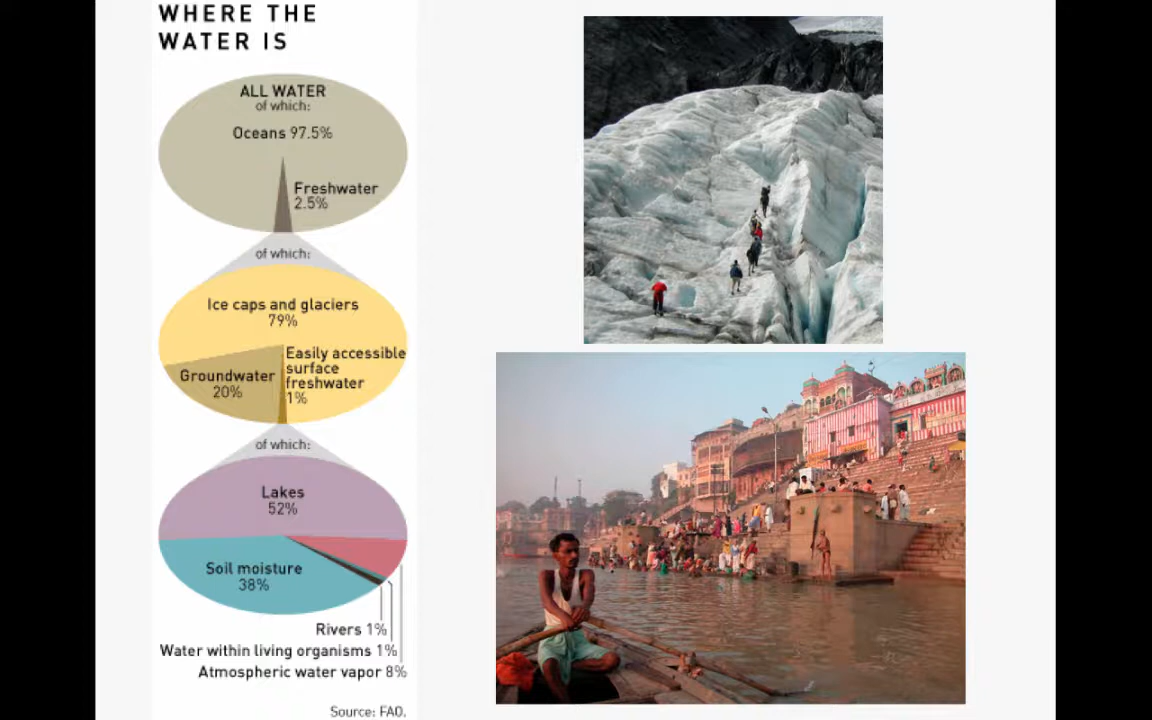 WHERE THE
WATER IS
ALL WATER
of which:
Oceans 97.5%
Freshwater
2.5%
of which:
Ice caps and glaciers
79%
Easily accessible
surface
freshwater
1%
Groundwater
20%
of which:
Lakes
52%
Soil moisture
38%
Rivers 1%
Water within living organisms 1%
Atmospheric water vapor 8%
Source: FAO.